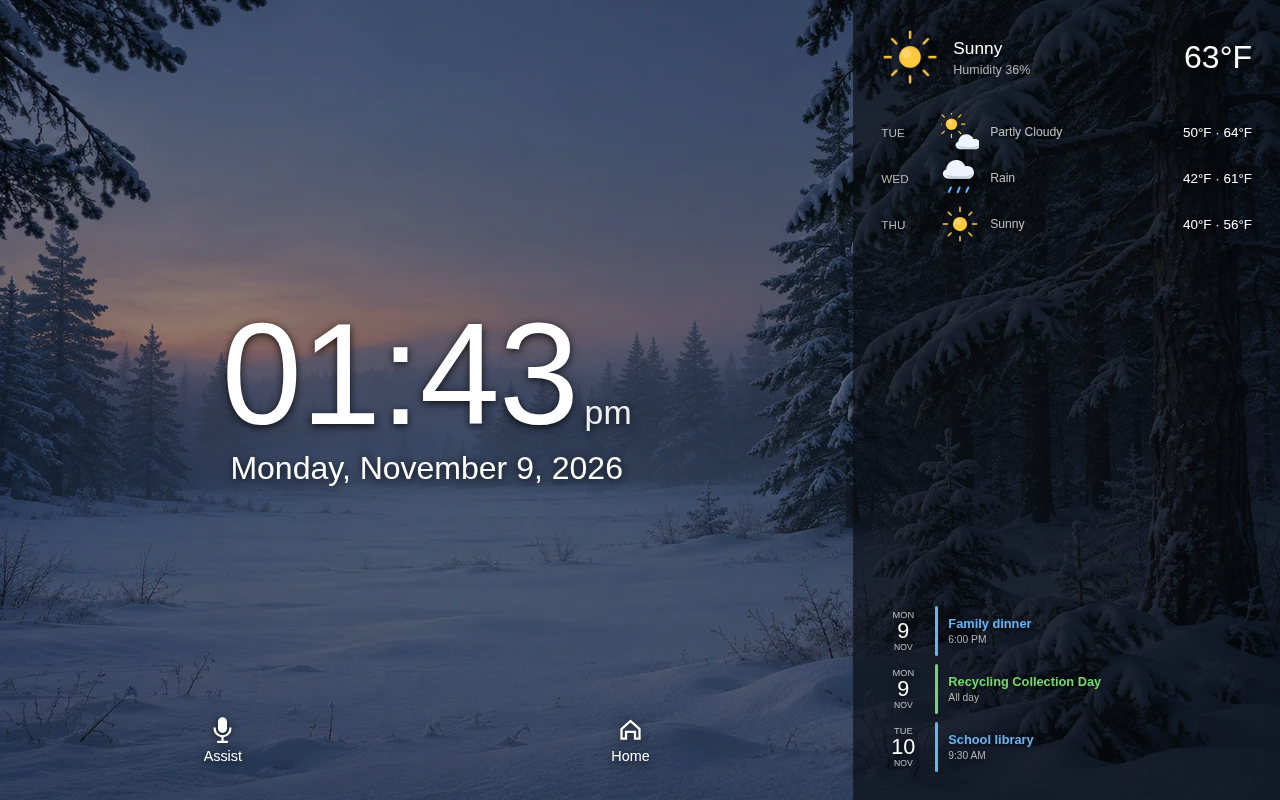 01:43 pm
Monday, November 9, 2026
Assist
Home
Sunny
Humidity 36%
63°F
TUE Partly Cloudy 50°F · 64°F
WED Rain 42°F · 61°F
THU Sunny 40°F · 56°F
MON
9
NOV
Family dinner
6:00 PM
MON
9
NOV
Recycling Collection Day
All day
TUE
10
NOV
School library
9:30 AM